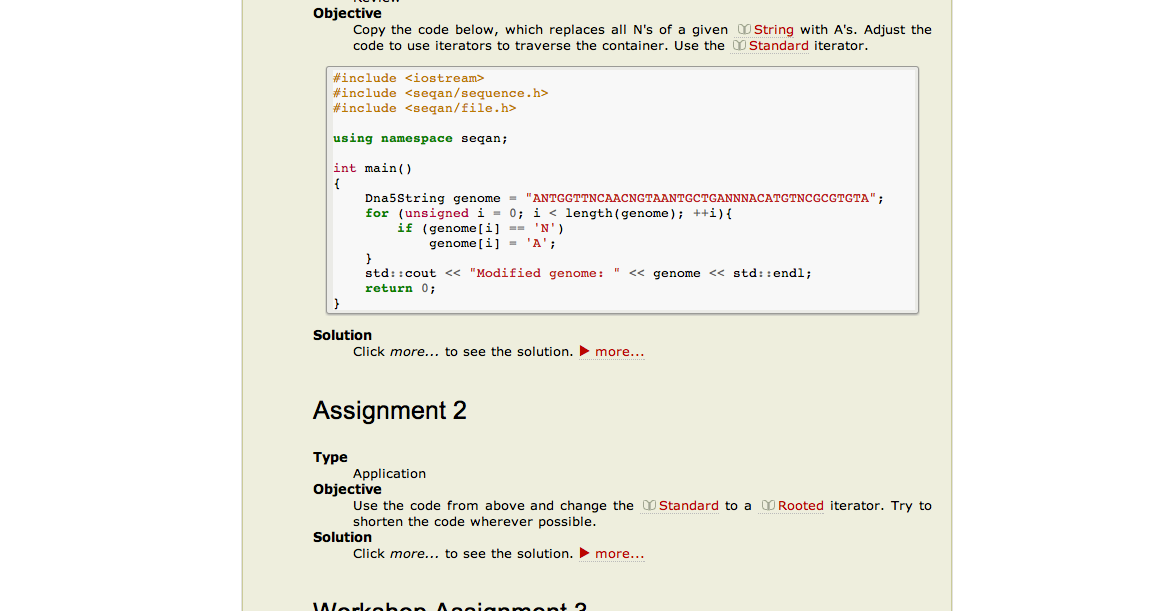 Review
Objective
Copy the code below, which replaces all N's of a given String with A's. Adjust the
code to use iterators to traverse the container. Use the Standard iterator.
#include <iostream>
#include <seqan/sequence.h>
#include <seqan/file.h>
using namespace seqan;
int main()
{
Dna5String genome = "ANTGGTTNCAACNGTAANTGCTGANNNACATGTNCGCGTGTA";
for (unsigned i = 0; i < length(genome); ++i){
if (genome[i] == 'N')
genome[i] = 'A';
}
std::cout << "Modified genome: " << genome << std::endl;
return 0;
}
Solution
Click more... to see the solution. ▶ more...
Assignment 2
Type
Application
Objective
Use the code from above and change the Standard to a Rooted iterator. Try to
shorten the code wherever possible.
Solution
Click more... to see the solution. ▶ more...
Workshop Assignment 3